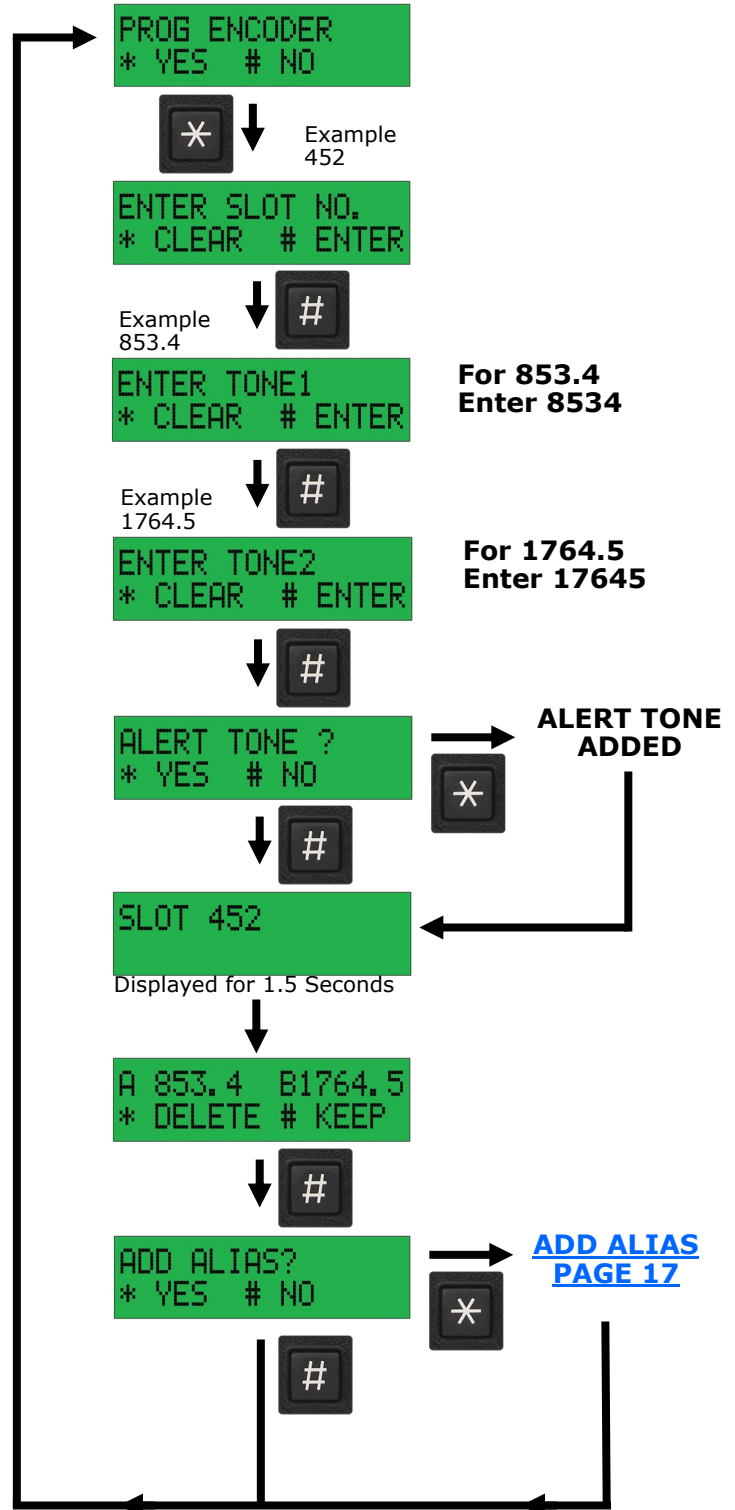 PROG ENCODER
* YES # NO
*
Example
452
ENTER SLOT NO.
* CLEAR # ENTER
#
Example
853.4
ENTER TONE1
* CLEAR # ENTER
For 853.4
Enter 8534
#
Example
1764.5
ENTER TONE2
* CLEAR # ENTER
For 1764.5
Enter 17645
#
ALERT TONE ?
* YES # NO
*
ALERT TONE
ADDED
#
SLOT 452
Displayed for 1.5 Seconds
A 853.4 B1764.5
* DELETE # KEEP
#
ADD ALIAS?
* YES # NO
*
ADD ALIAS
PAGE 17
#